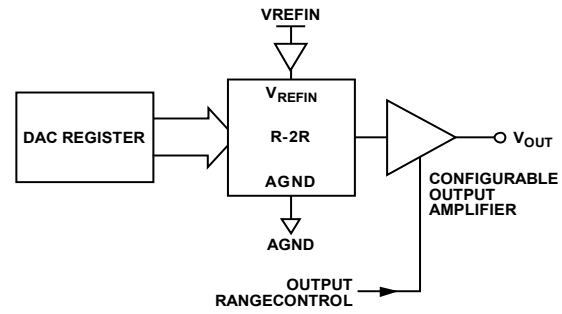 VREFIN
VREFIN
DAC REGISTER
R-2R
VOUT
AGND
CONFIGURABLE
OUTPUT
AMPLIFIER
AGND
OUTPUT
RANGECONTROL